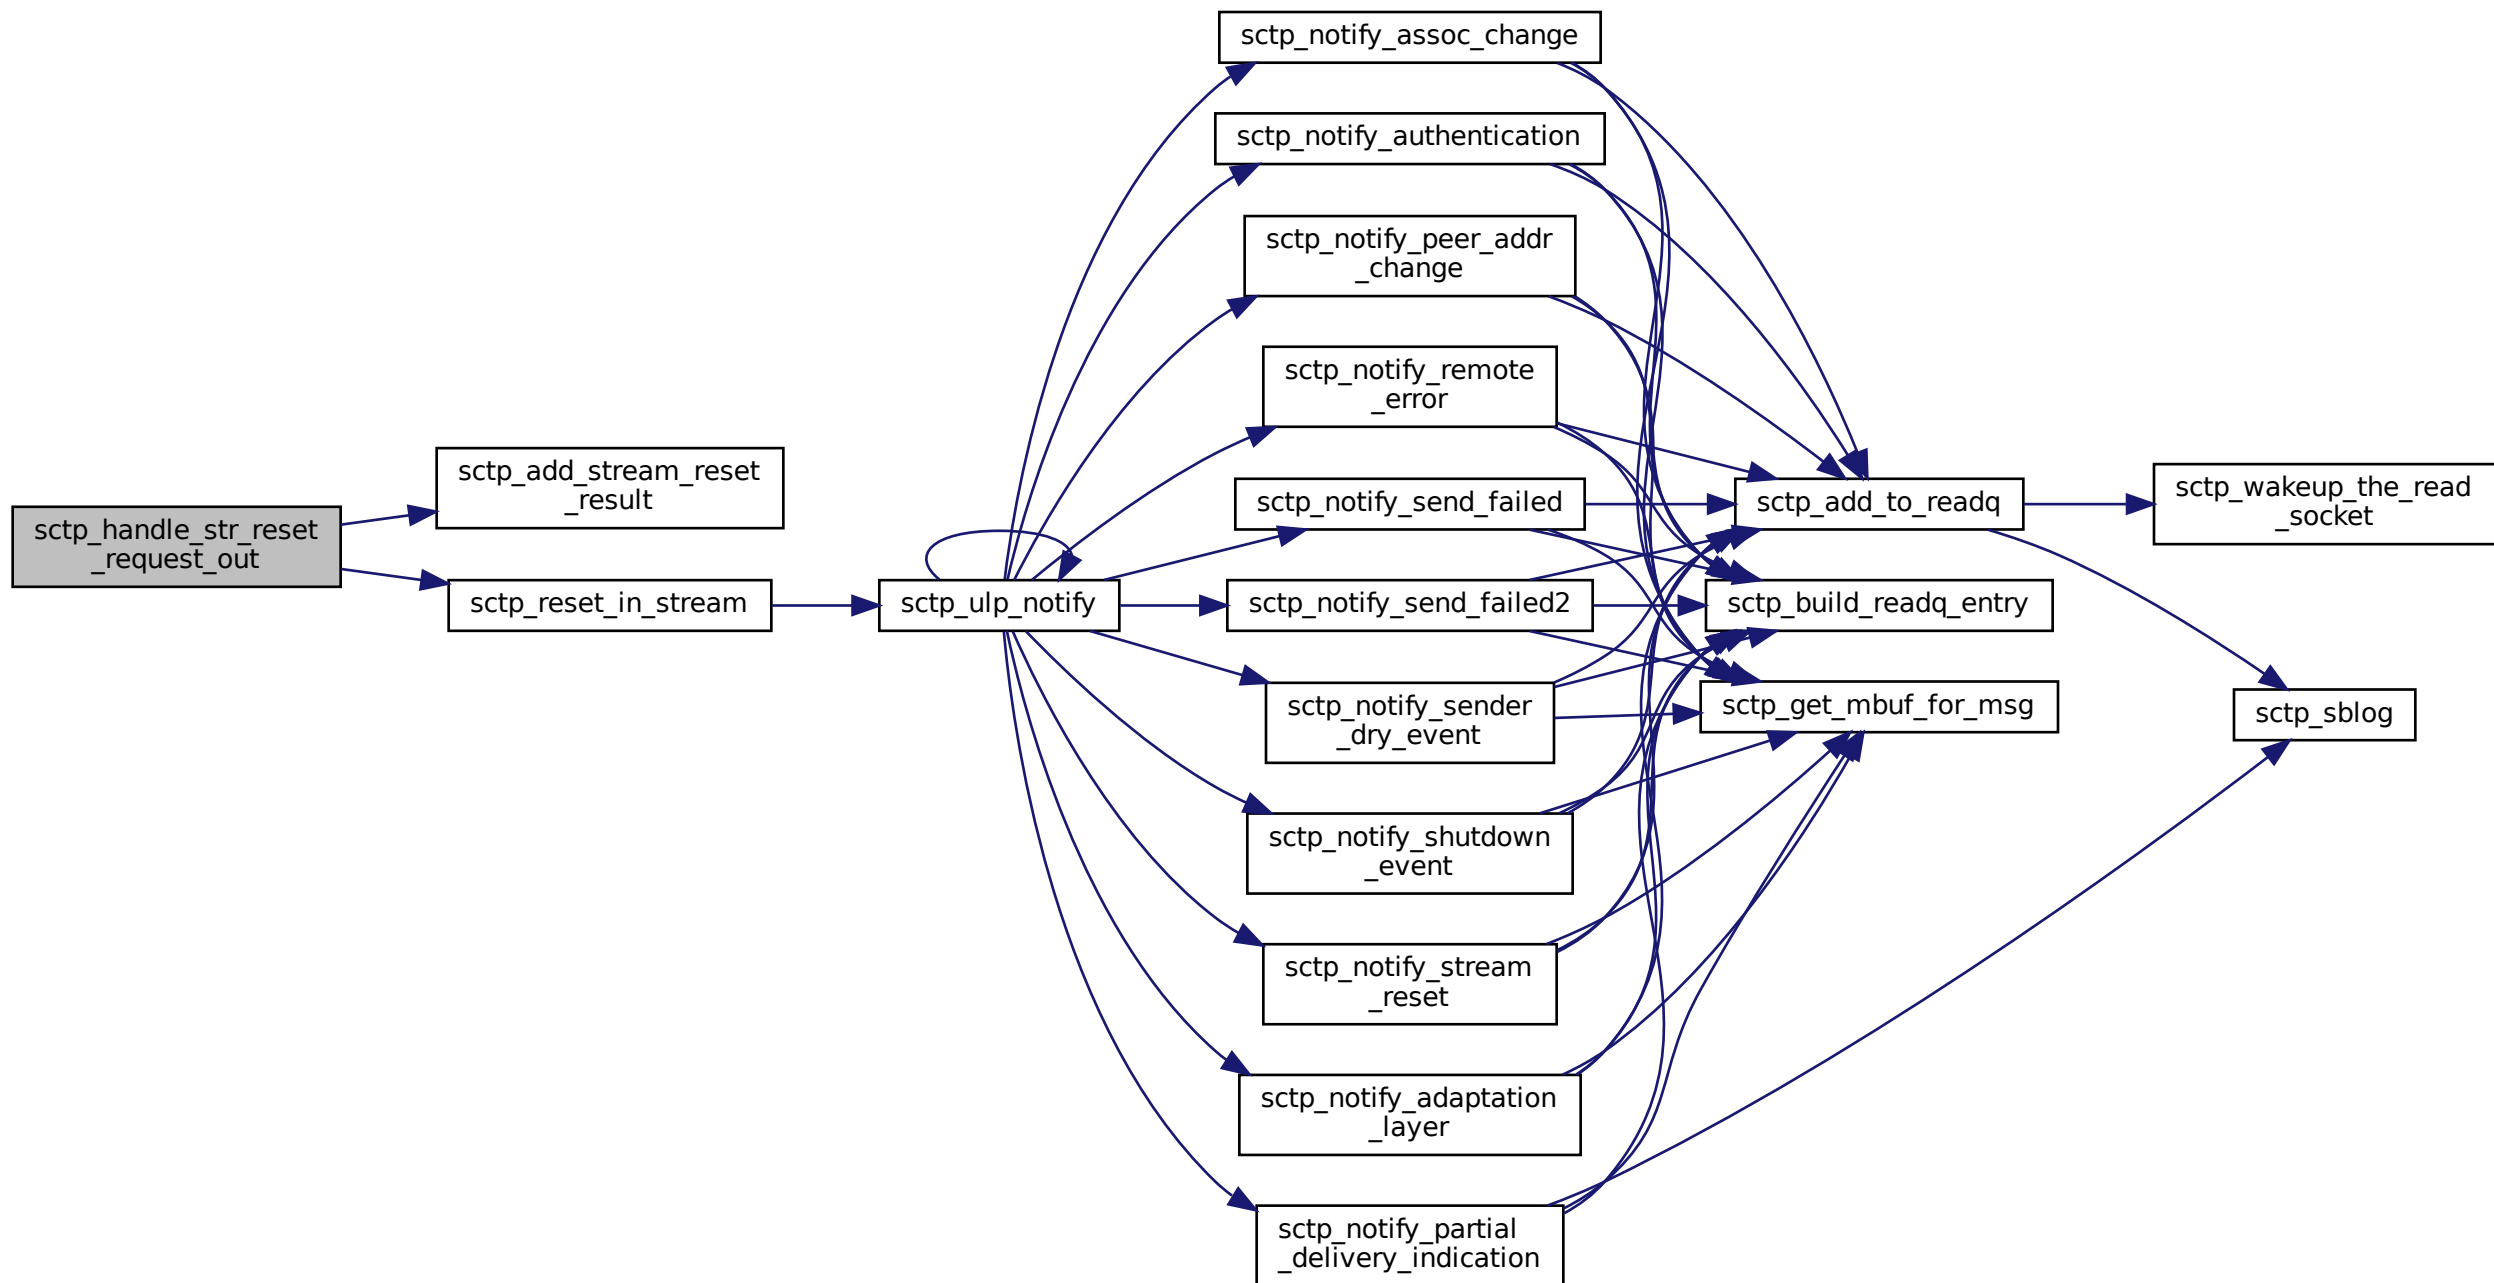 sctp_handle_str_reset
_request_out
sctp_add_stream_reset
_result
sctp_reset_in_stream
sctp_ulp_notify
sctp_notify_assoc_change
sctp_notify_authentication
sctp_notify_peer_addr
_change
sctp_notify_remote
_error
sctp_notify_send_failed
sctp_notify_send_failed2
sctp_notify_sender
_dry_event
sctp_notify_shutdown
_event
sctp_notify_stream
_reset
sctp_notify_adaptation
_layer
sctp_notify_partial
_delivery_indication
sctp_add_to_readq
sctp_build_readq_entry
sctp_get_mbuf_for_msg
sctp_wakeup_the_read
_socket
sctp_sblog